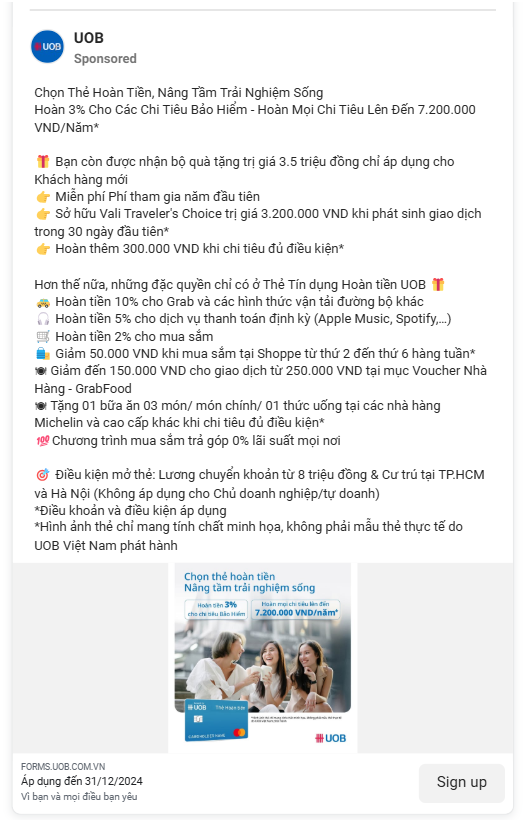 UOB
UOB
Sponsored
Chọn Thẻ Hoàn Tiền, Nâng Tầm Trải Nghiệm Sống
Hoàn 3% Cho Các Chi Tiêu Bảo Hiểm - Hoàn Mọi Chi Tiêu Lên Đến 7.200.000
VND/Năm*
🎁 Bạn còn được nhận bộ quà tặng trị giá 3.5 triệu đồng chỉ áp dụng cho
Khách hàng mới
👉 Miễn phí Phí tham gia năm đầu tiên
👉 Sở hữu Vali Traveler's Choice trị giá 3.200.000 VND khi phát sinh giao dịch
trong 30 ngày đầu tiên*
👉 Hoàn thêm 300.000 VND khi chi tiêu đủ điều kiện*
Hơn thế nữa, những đặc quyền chỉ có ở Thẻ Tín dụng Hoàn tiền UOB 🎁
🚕 Hoàn tiền 10% cho Grab và các hình thức vận tải đường bộ khác
🎧 Hoàn tiền 5% cho dịch vụ thanh toán định kỳ (Apple Music, Spotify,…)
🛒 Hoàn tiền 2% cho mua sắm
🛍️ Giảm 50.000 VND khi mua sắm tại Shoppe từ thứ 2 đến thứ 6 hàng tuần*
🍽 Giảm đến 150.000 VND cho giao dịch từ 250.000 VND tại mục Voucher Nhà
Hàng - GrabFood
🍽 Tặng 01 bữa ăn 03 món/ món chính/ 01 thức uống tại các nhà hàng
Michelin và cao cấp khác khi chi tiêu đủ điều kiện*
💯Chương trình mua sắm trả góp 0% lãi suất mọi nơi
🎯 Điều kiện mở thẻ: Lương chuyển khoản từ 8 triệu đồng & Cư trú tại TP.HCM
và Hà Nội (Không áp dụng cho Chủ doanh nghiệp/tự doanh)
*Điều khoản và điều kiện áp dụng
*Hình ảnh thẻ chỉ mang tính chất minh họa, không phải mẫu thẻ thực tế do
UOB Việt Nam phát hành
Chọn thẻ hoàn tiền
Nâng tầm trải nghiệm sống
Hoàn tiền 3%
cho chi tiêu Bảo Hiểm
Hoàn mọi chi tiêu lên đến
7.200.000 VND/năm*
UOB
Thẻ Hoàn tiền
UOB
FORMS.UOB.COM.VN
Áp dụng đến 31/12/2024
Vì bạn và mọi điều bạn yêu
Sign up